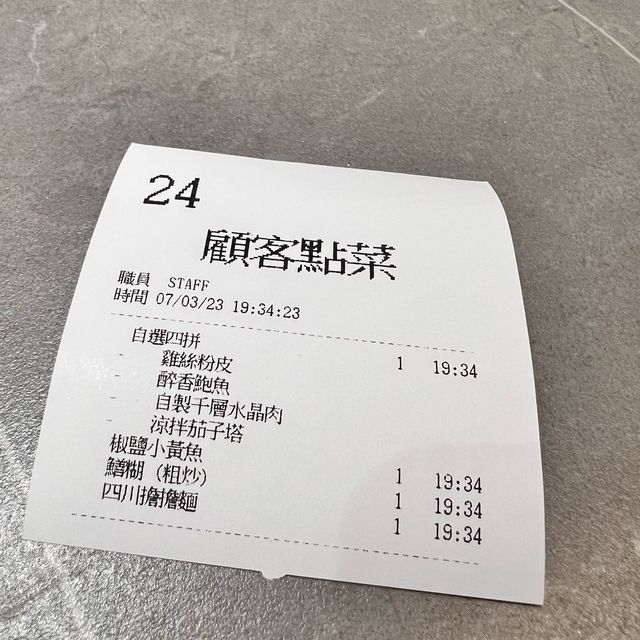 24
顧客點菜
職員 STAFF
時間 07/03/23 19:34:23
自選四拼 1 19:34
- 雞絲粉皮
- 醉香鮑魚
- 自製千層水晶肉
- 涼拌茄子塔
椒鹽小黃魚 1 19:34
鱔糊（粗炒） 1 19:34
四川擔擔麵 1 19:34